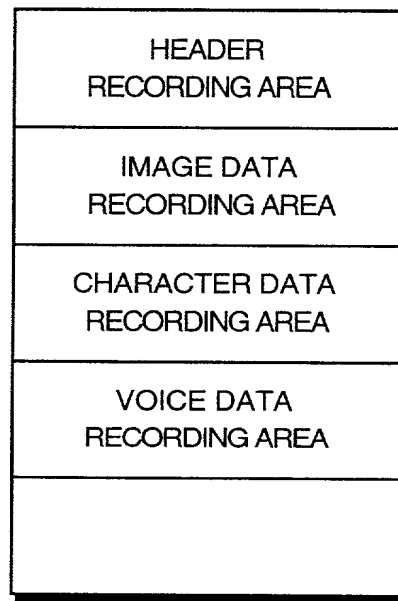 HEADER
RECORDING AREA
IMAGE DATA
RECORDING AREA
CHARACTER DATA
RECORDING AREA
VOICE DATA
RECORDING AREA